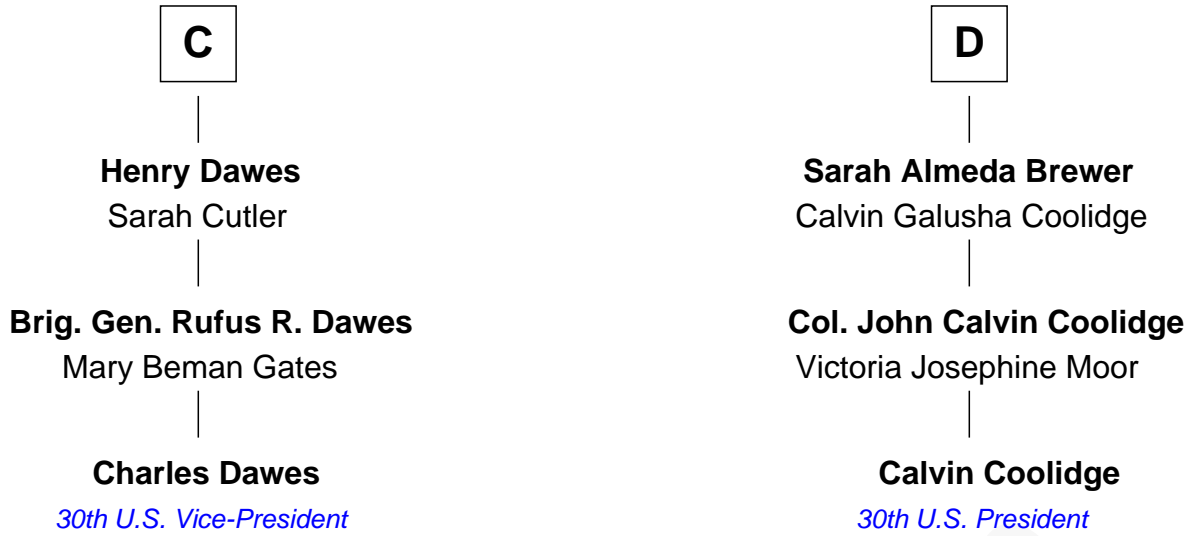 C
Henry Dawes
Sarah Cutler
Brig. Gen. Rufus R. Dawes
Mary Beman Gates
Charles Dawes
30th U.S. Vice-President
D
Sarah Almeda Brewer
Calvin Galusha Coolidge
Col. John Calvin Coolidge
Victoria Josephine Moor
Calvin Coolidge
30th U.S. President